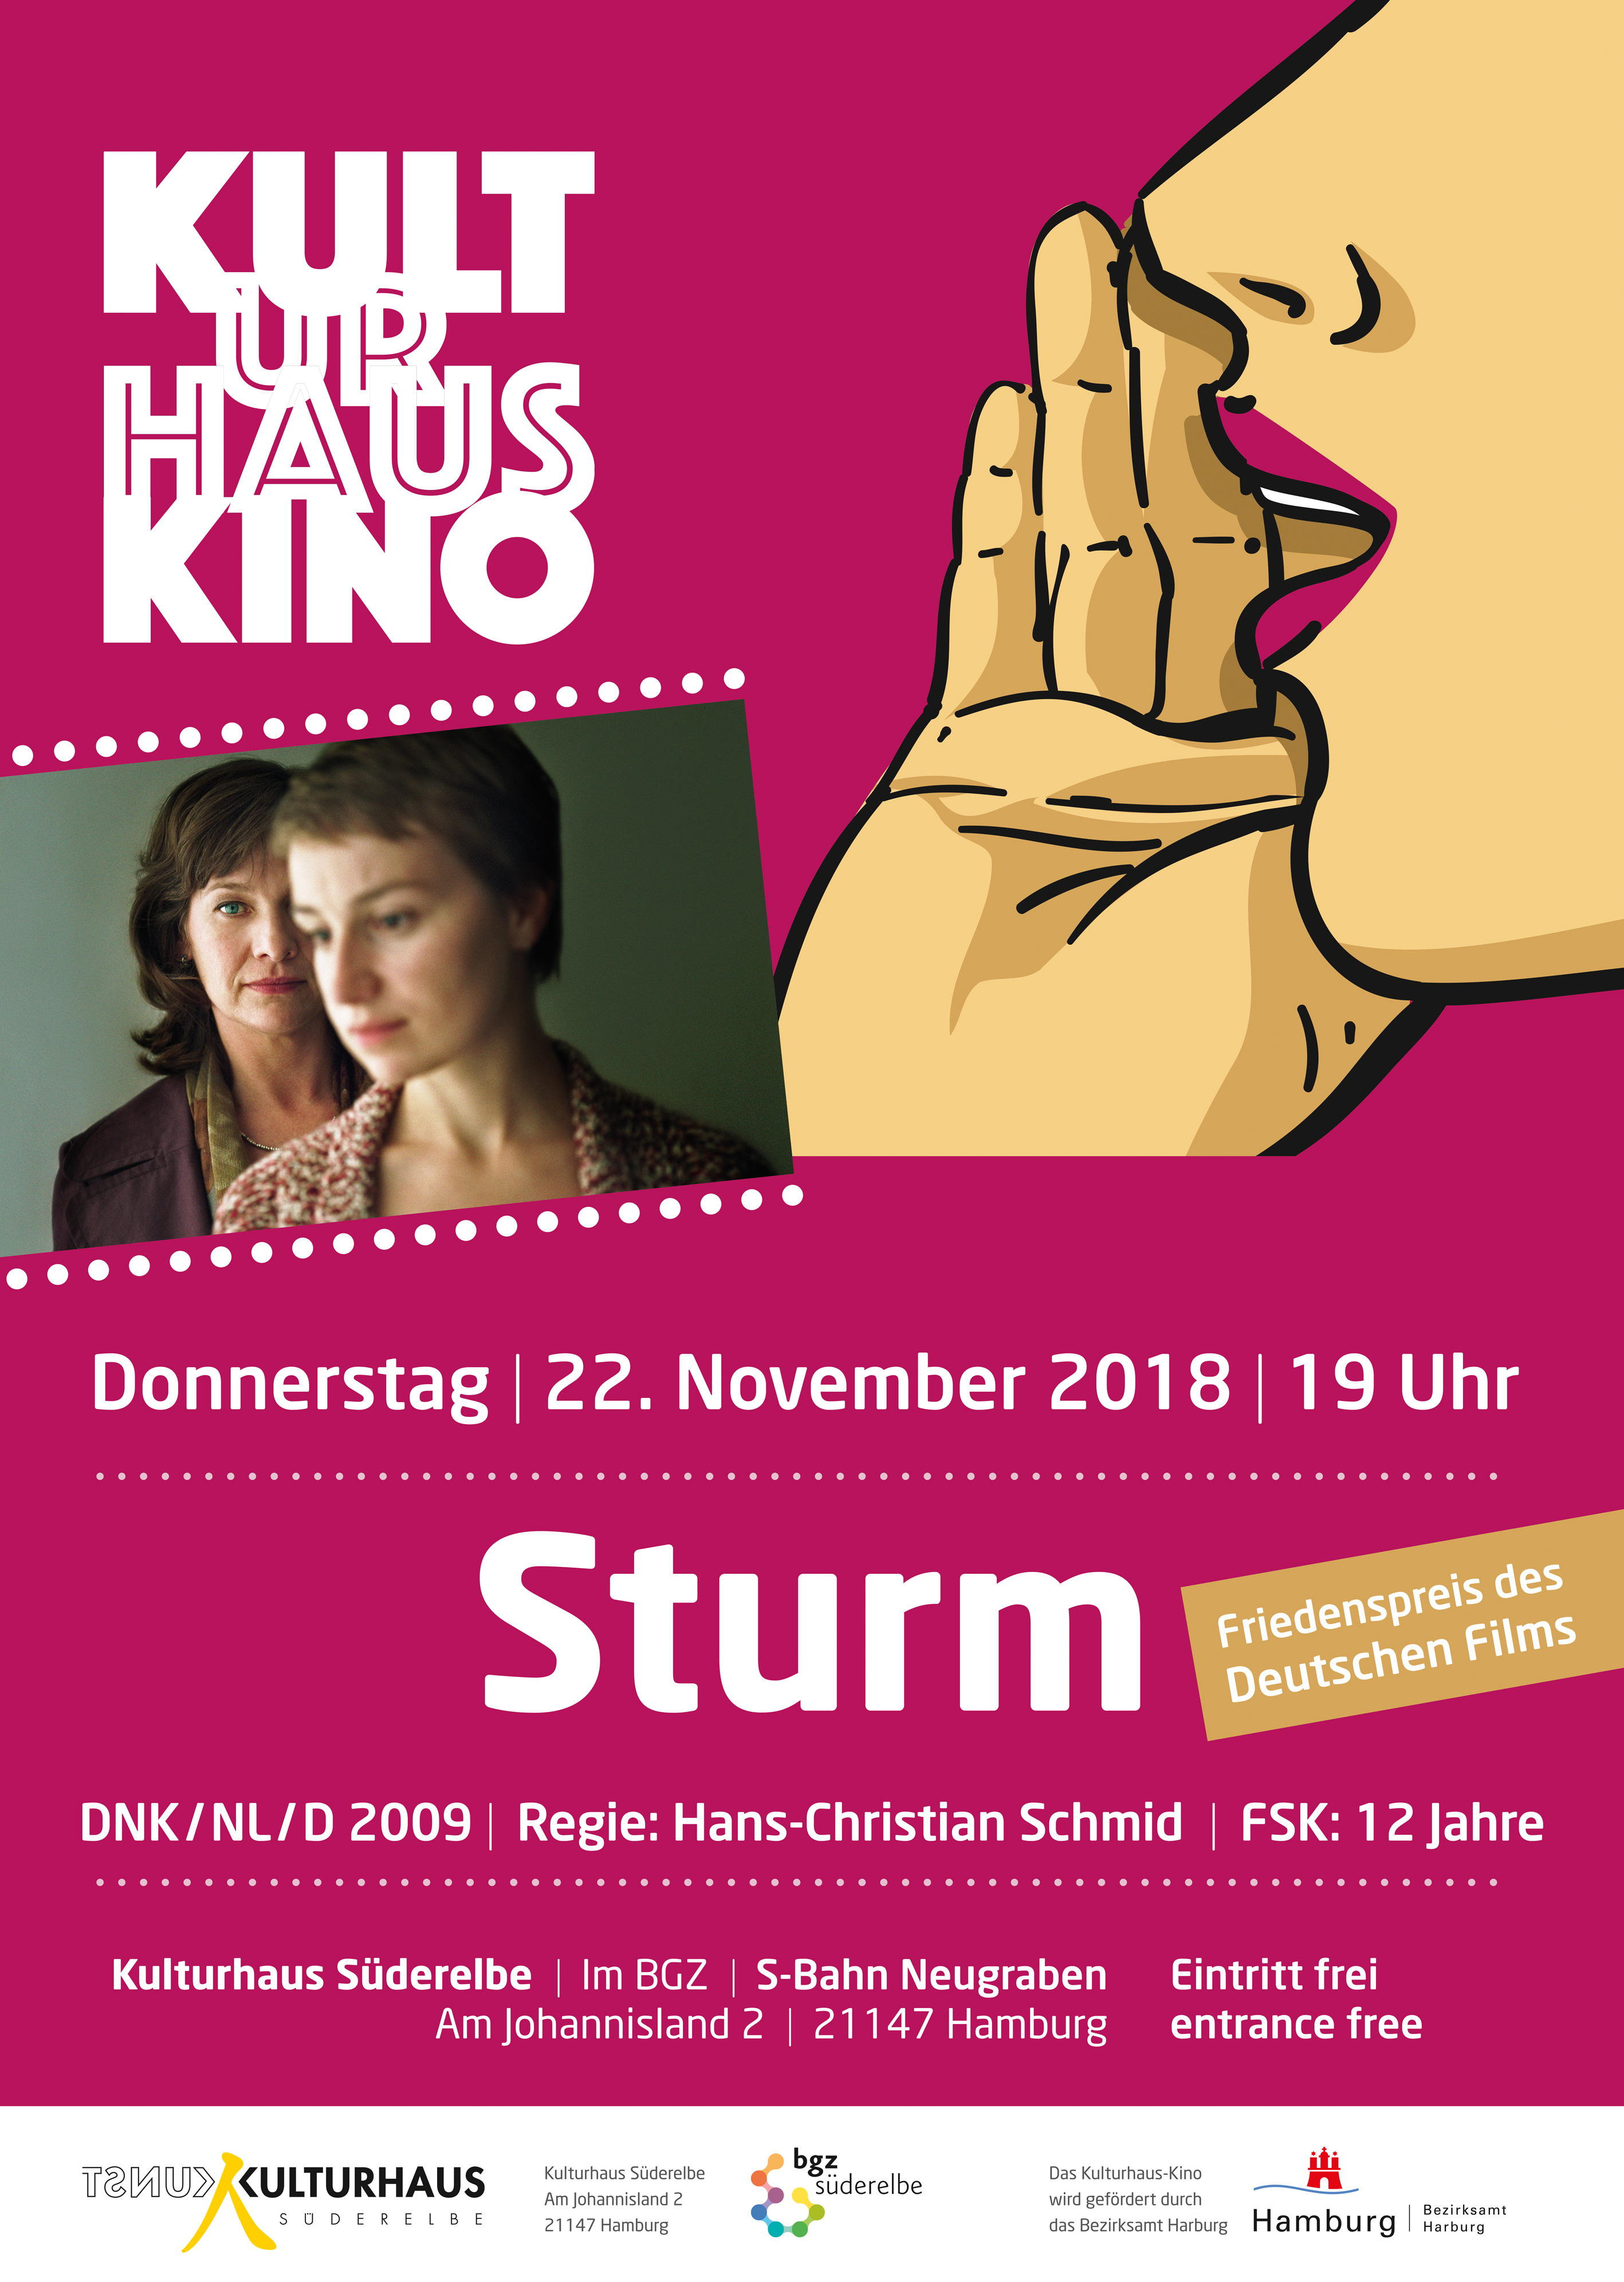 KULT
UR
HAUS
KINO
Donnerstag | 22. November 2018 | 19 Uhr
Sturm
Friedenspreis des
Deutschen Films
DNK/NL/D 2009 | Regie: Hans-Christian Schmid | FSK: 12 Jahre
Kulturhaus Süderelbe | Im BGZ | S-Bahn Neugraben
Am Johannisland 2 | 21147 Hamburg
Eintritt frei
entrance free
KUNST KULTURHAUS
SÜDERELBE
Kulturhaus Süderelbe
Am Johannisland 2
21147 Hamburg
bgz
süderelbe
Das Kulturhaus-Kino
wird gefördert durch
das Bezirksamt Harburg
Hamburg | Bezirksamt
Harburg